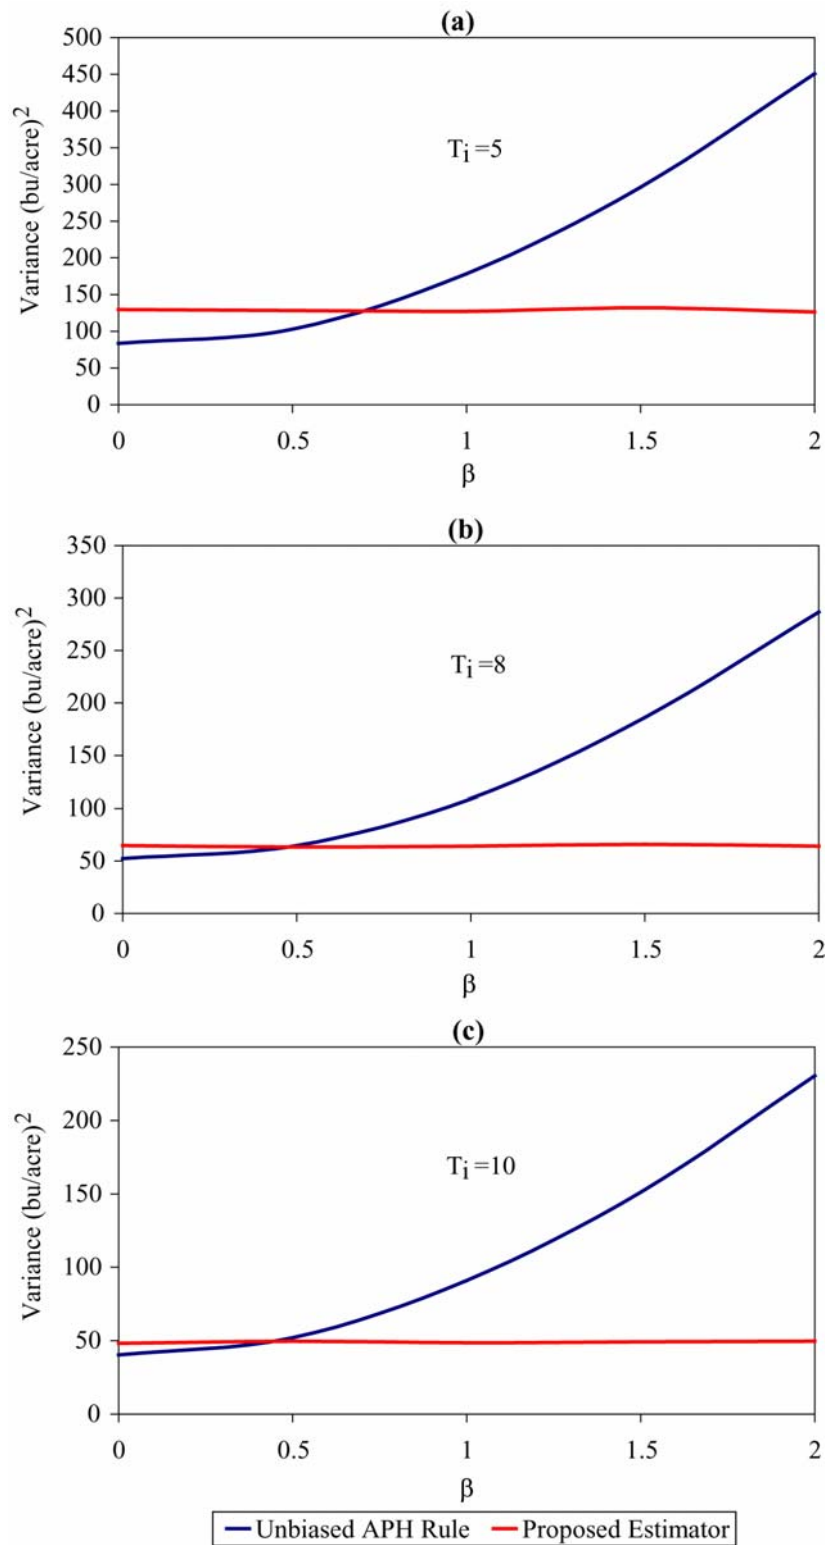 (a)
Variance (bu/acre)2
500
450
400
350
300
250
200
150
100
50
0
Ti =5
0 0.5 1 1.5 2
β
(b)
Variance (bu/acre)2
350
300
250
200
150
100
50
0
Ti =8
0 0.5 1 1.5 2
β
(c)
Variance (bu/acre)2
250
200
150
100
50
0
Ti =10
0 0.5 1 1.5 2
β
Unbiased APH Rule Proposed Estimator